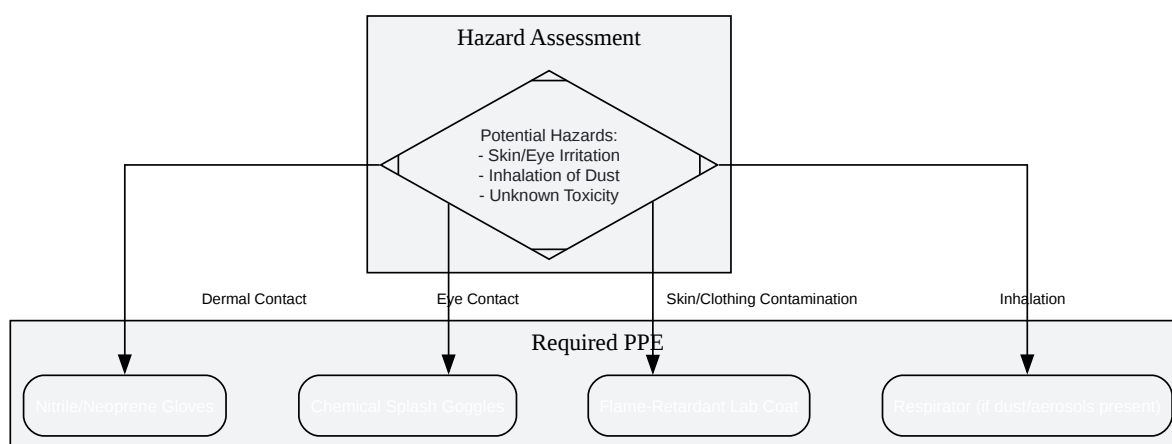 Hazard Assessment
Potential Hazards:
- Skin/Eye Irritation
- Inhalation of Dust
- Unknown Toxicity
Dermal Contact
Eye Contact
Skin/Clothing Contamination
Inhalation
Required PPE
Nitrile/Neoprene Gloves
Chemical Splash Goggles
Flame-Retardant Lab Coat
Respirator (if dust/aerosols present)